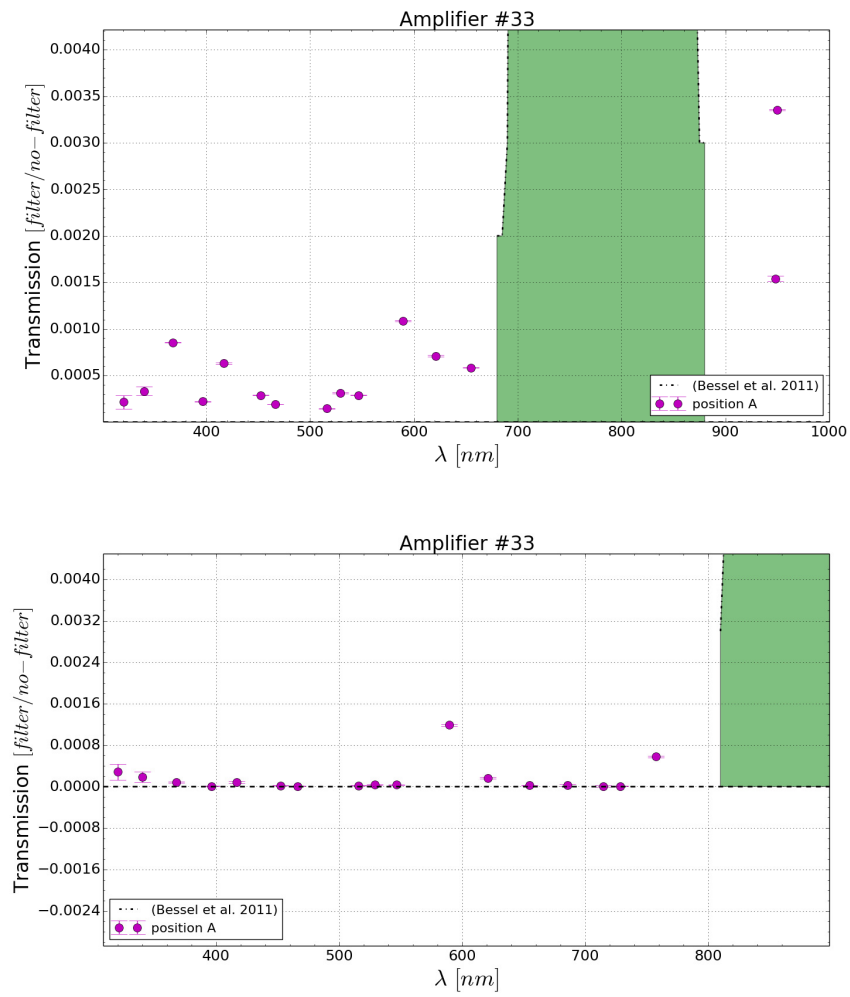 Amplifier #33
0.0040
0.0035
0.0030
0.0025
0.0020
0.0015
0.0010
0.0005
Transmission [filter/no−filter]
(Bessel et al. 2011)
position A
400 500 600 700 800 900 1000
λ [nm]
Amplifier #33
0.0040
0.0032
0.0024
0.0016
0.0008
0.0000
−0.0008
−0.0016
−0.0024
Transmission [filter/no−filter]
(Bessel et al. 2011)
position A
400 500 600 700 800
λ [nm]